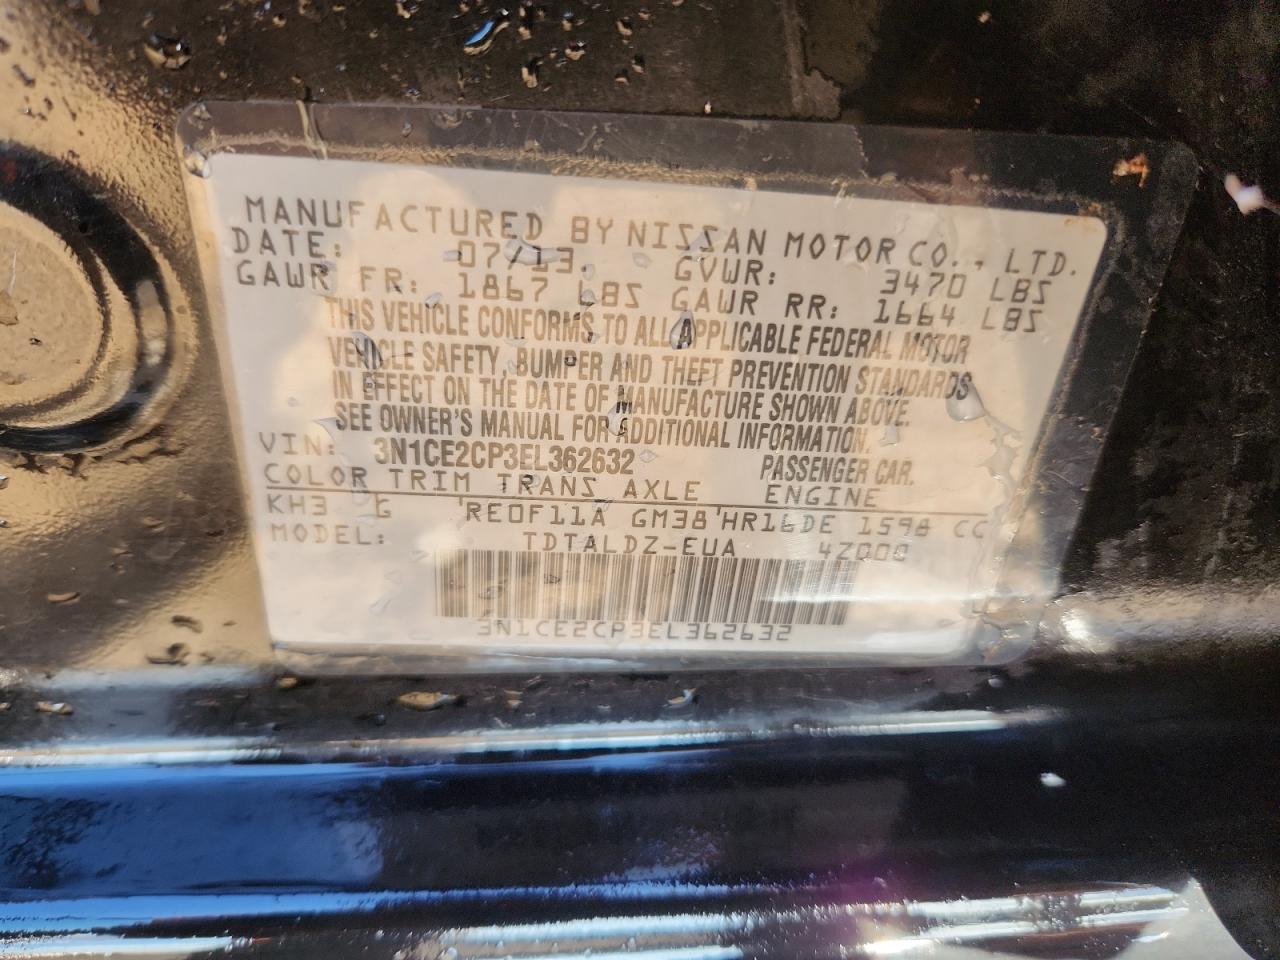 MANUFACTURED BY NISSAN MOTOR CO., LTD.
DATE: 07/13. GVWR: 3470 LBS
GAWR FR: 1867 LBS GAWR RR: 1664 LBS
THIS VEHICLE CONFORMS TO ALL APPLICABLE FEDERAL MOTOR
VEHICLE SAFETY, BUMPER AND THEFT PREVENTION STANDARDS
IN EFFECT ON THE DATE OF MANUFACTURE SHOWN ABOVE.
SEE OWNER'S MANUAL FOR ADDITIONAL INFORMATION.
VIN: 3N1CE2CP3EL362632 PASSENGER CAR.
COLOR TRIM TRANS AXLE ENGINE
KH3 G RE0F11A GM38 HR16DE 1598 CC
MODEL: TDTALDZ-EUA 4Z000
3N1CE2CP3EL362632